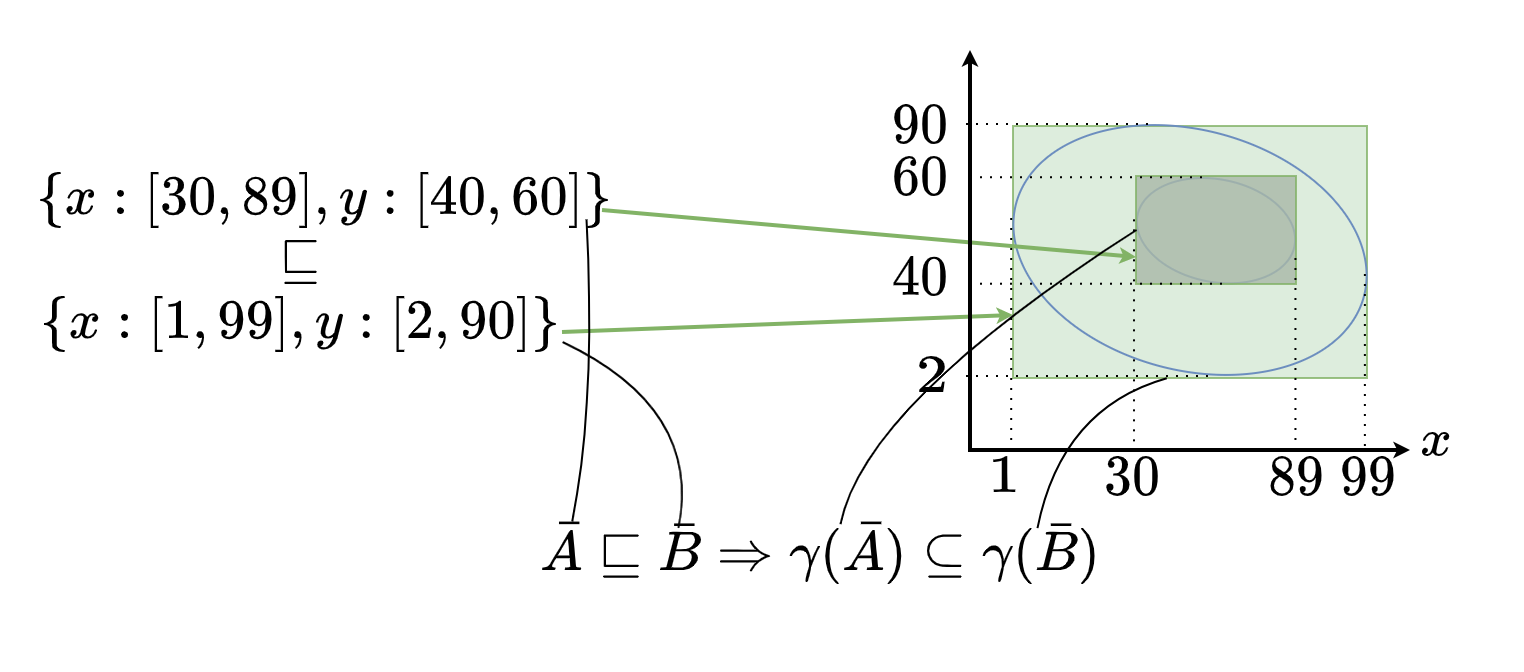 {x : [30, 89], y : [40, 60]}
⊑
{x : [1, 99], y : [2, 90]}
90
60
40
2
x
1 30 89 99
Ā ⊑ B̄ ⇒ γ(Ā) ⊆ γ(B̄)